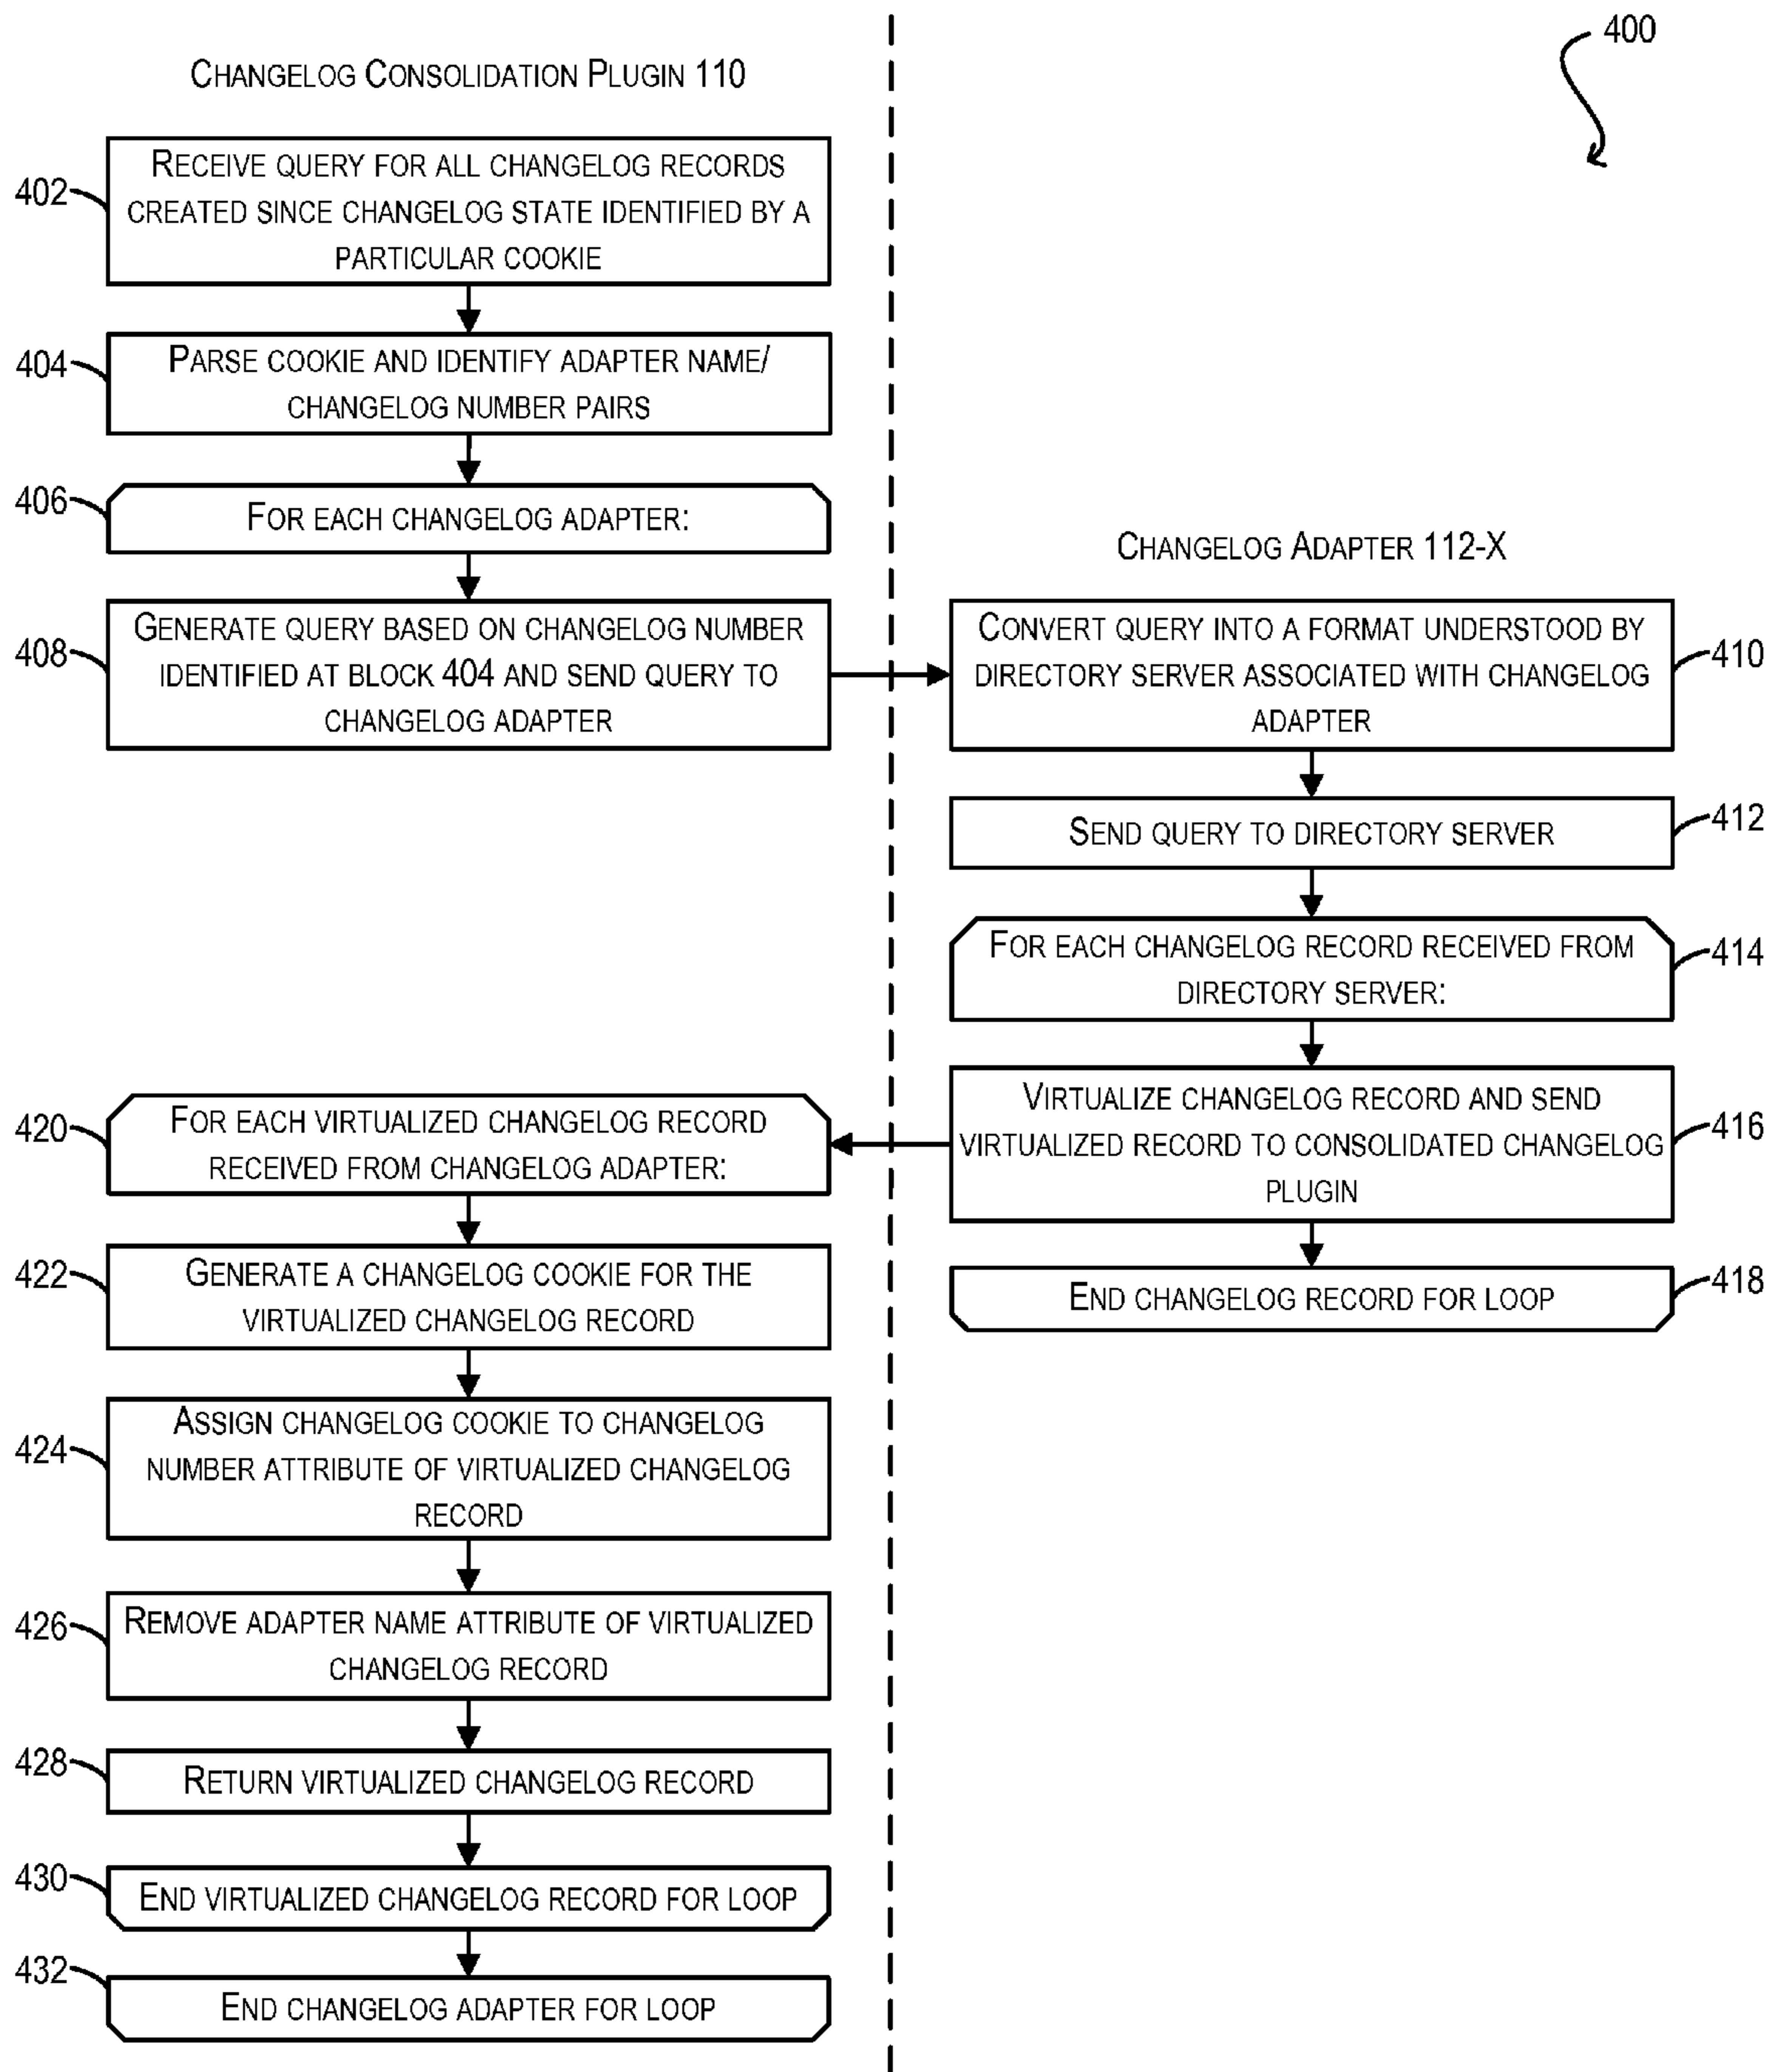 400
Changelog Consolidation Plugin 110
402
Receive query for all changelog records
created since changelog state identified by a
particular cookie
404
Parse cookie and identify adapter name/
changelog number pairs
406
For each changelog adapter:
408
Generate query based on changelog number
identified at block 404 and send query to
changelog adapter
Changelog Adapter 112-X
Convert query into a format understood by
directory server associated with changelog
adapter
410
Send query to directory server
412
For each changelog record received from
directory server:
414
Virtualize changelog record and send
virtualized record to consolidated changelog
plugin
416
End changelog record for loop
418
420
For each virtualized changelog record
received from changelog adapter:
422
Generate a changelog cookie for the
virtualized changelog record
424
Assign changelog cookie to changelog
number attribute of virtualized changelog
record
426
Remove adapter name attribute of virtualized
changelog record
428
Return virtualized changelog record
430
End virtualized changelog record for loop
432
End changelog adapter for loop